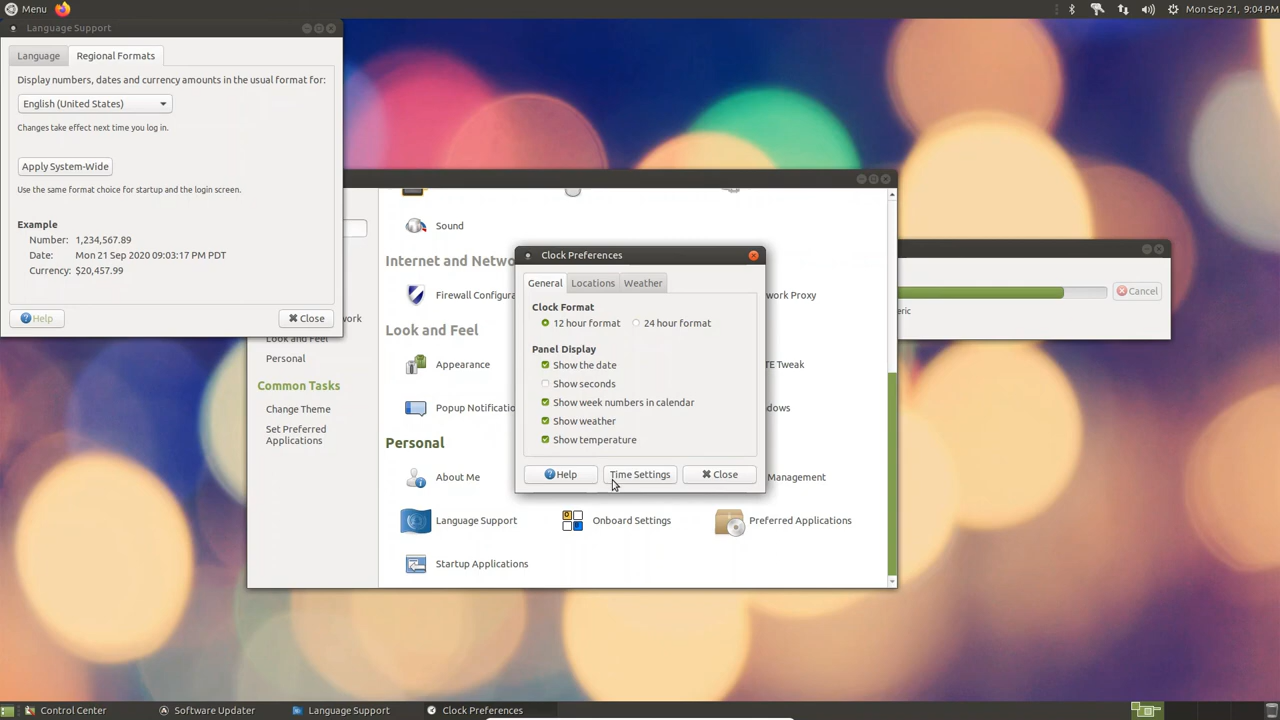 Menu
Mon Sep 21, 9:04 PM
Language Support
Language
Regional Formats
Display numbers, dates and currency amounts in the usual format for:
English (United States)
Changes take effect next time you log in.
Apply System-Wide
Use the same format choice for startup and the login screen.
Example
Number: 1,234,567.89
Date: Mon 21 Sep 2020 09:03:17 PM PDT
Currency: $20,457.99
Help
Close
Look and Feel
Personal
Common Tasks
Change Theme
Set Preferred
Applications
Sound
Internet and Netwo
Firewall Configura
Look and Feel
Appearance
Popup Notificatio
Personal
About Me
Language Support
Onboard Settings
Preferred Applications
Startup Applications
work Proxy
TE Tweak
dows
Management
Clock Preferences
General
Locations
Weather
Clock Format
12 hour format
24 hour format
Panel Display
Show the date
Show seconds
Show week numbers in calendar
Show weather
Show temperature
Help
Time Settings
Close
Cancel
eric
Control Center
Software Updater
Language Support
Clock Preferences